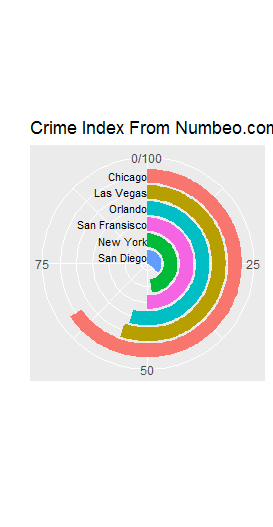 Crime Index From Numbeo.com
0/100
Chicago
Las Vegas
Orlando
San Fransisco
New York
San Diego
75
25
50